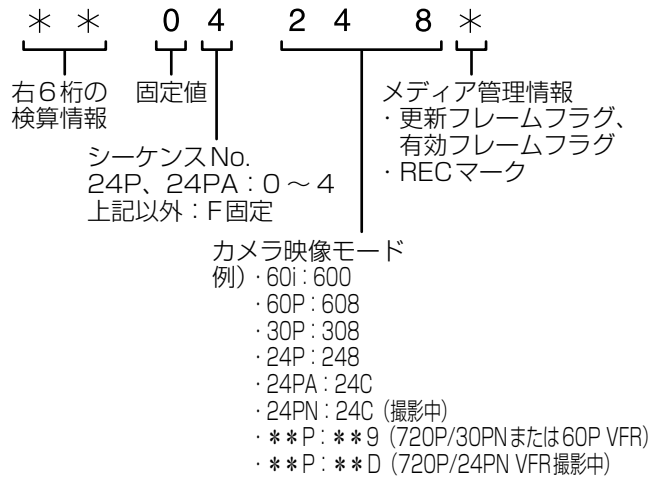 ＊ ＊ 0 4 2 4 8 ＊
右6桁の
検算情報
固定値
メディア管理情報
・更新フレームフラグ、
有効フレームフラグ
・RECマーク
シーケンスNo.
24P、24PA：0～4
上記以外：F固定
カメラ映像モード
例）・60i：600
・60P：608
・30P：308
・24P：248
・24PA：24C
・24PN：24C（撮影中）
・＊＊P：＊＊9（720P/30PNまたは60P VFR）
・＊＊P：＊＊D（720P/24PN VFR撮影中）